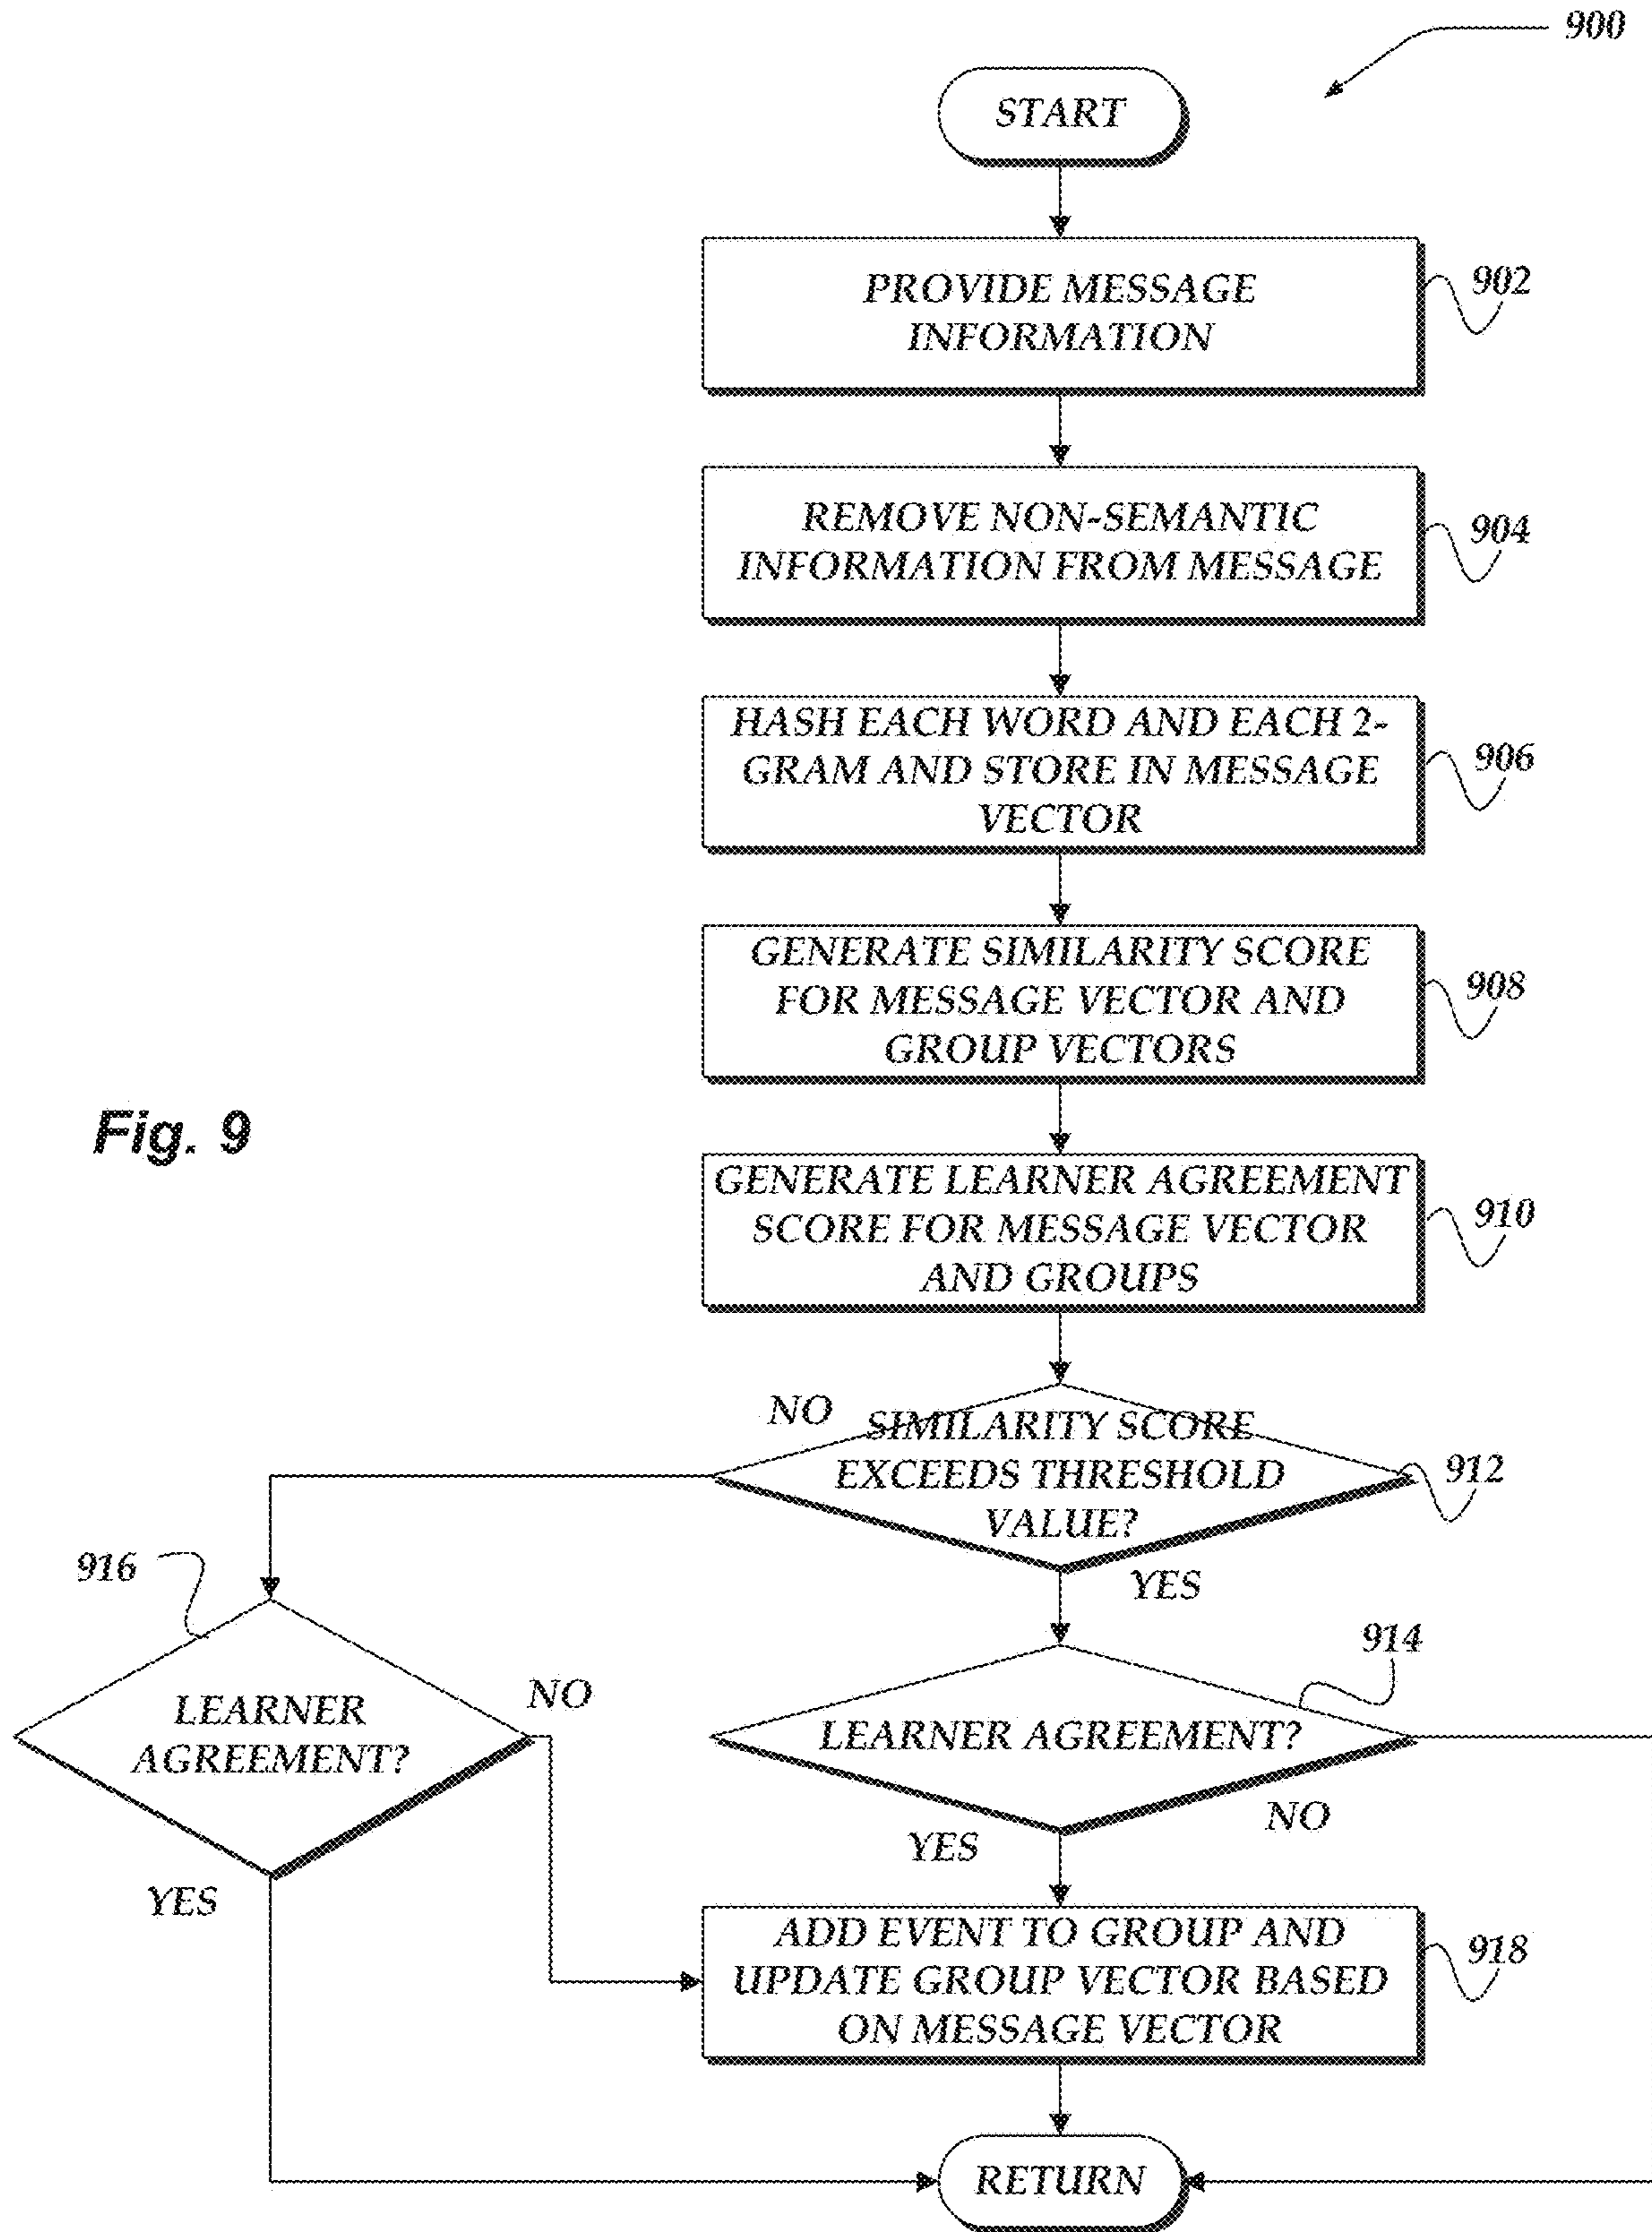 900
START
PROVIDE MESSAGE
INFORMATION
902
REMOVE NON-SEMANTIC
INFORMATION FROM MESSAGE
904
HASH EACH WORD AND EACH 2-
GRAM AND STORE IN MESSAGE
VECTOR
906
GENERATE SIMILARITY SCORE
FOR MESSAGE VECTOR AND
GROUP VECTORS
908
Fig. 9
GENERATE LEARNER AGREEMENT
SCORE FOR MESSAGE VECTOR
AND GROUPS
910
NO
SIMILARITY SCORE
EXCEEDS THRESHOLD
VALUE?
912
YES
916
LEARNER
AGREEMENT?
NO
YES
914
LEARNER AGREEMENT?
NO
YES
ADD EVENT TO GROUP AND
UPDATE GROUP VECTOR BASED
ON MESSAGE VECTOR
918
RETURN